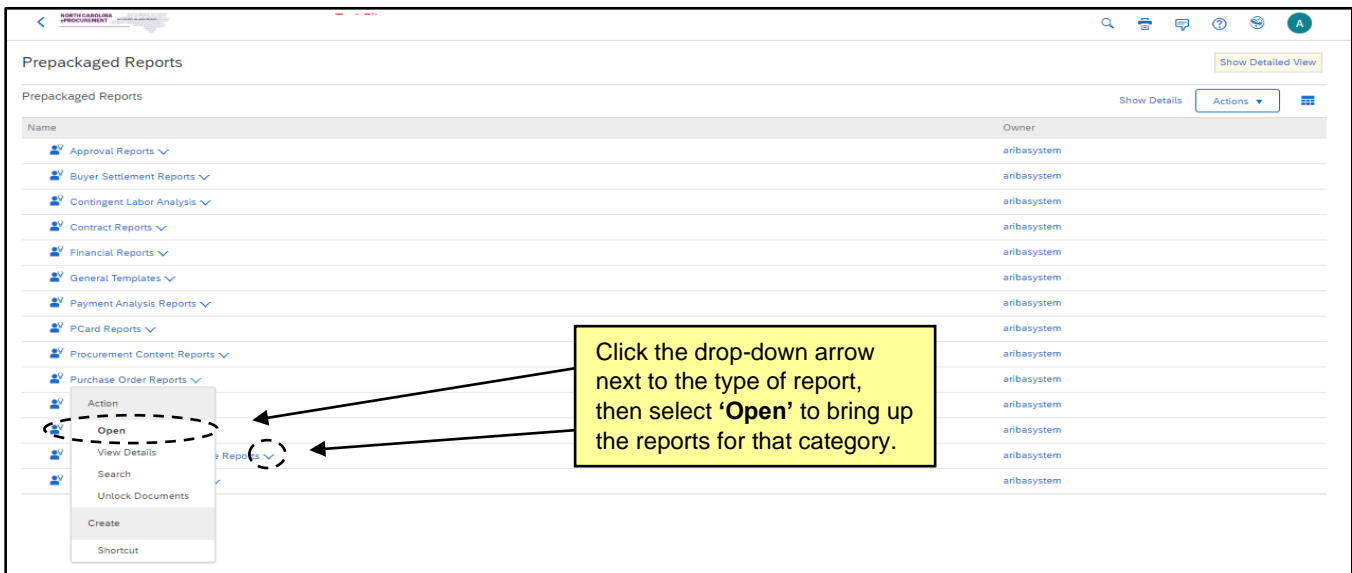 NORTH CAROLINA
ePROCUREMENT
A
Prepackaged Reports
Show Detailed View
Prepackaged Reports
Show Details
Actions
Name
Owner
Approval Reports
aribasystem
Buyer Settlement Reports
aribasystem
Contingent Labor Analysis
aribasystem
Contract Reports
aribasystem
Financial Reports
aribasystem
General Templates
aribasystem
Payment Analysis Reports
aribasystem
PCard Reports
aribasystem
Procurement Content Reports
aribasystem
Purchase Order Reports
aribasystem
Action
aribasystem
Open
aribasystem
View Details
e Reports
aribasystem
Search
aribasystem
Unlock Documents
Create
Shortcut
Click the drop-down arrow
next to the type of report,
then select ‘Open’ to bring up
the reports for that category.